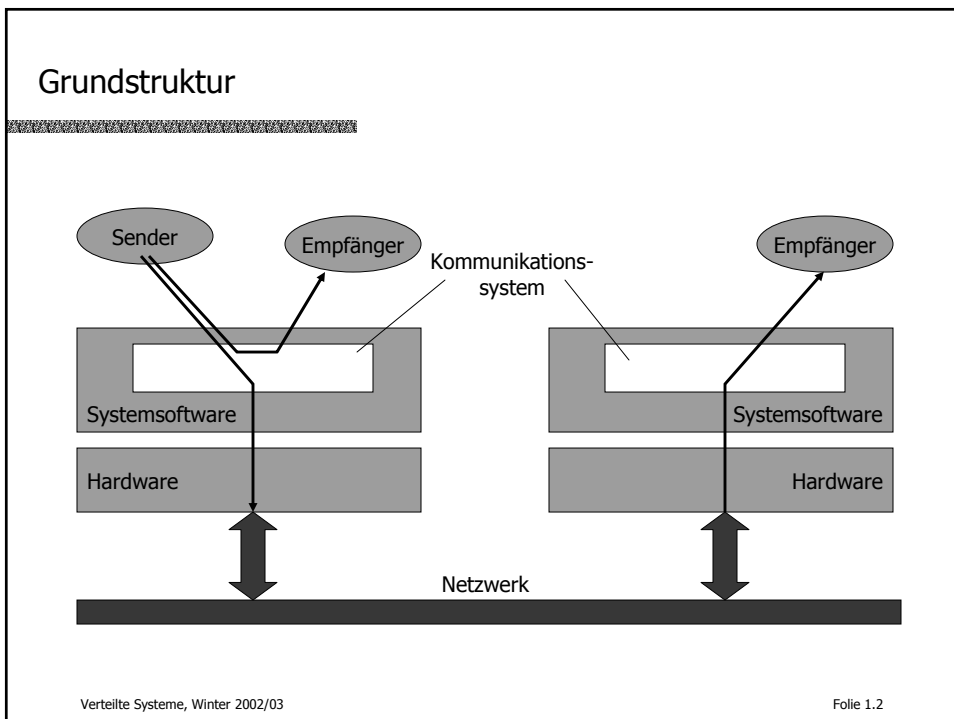 Grundstruktur
Sender
Empfänger
Empfänger
Kommunikations-
system
Systemsoftware
Systemsoftware
Hardware
Hardware
Netzwerk
Verteilte Systeme, Winter 2002/03
Folie 1.2